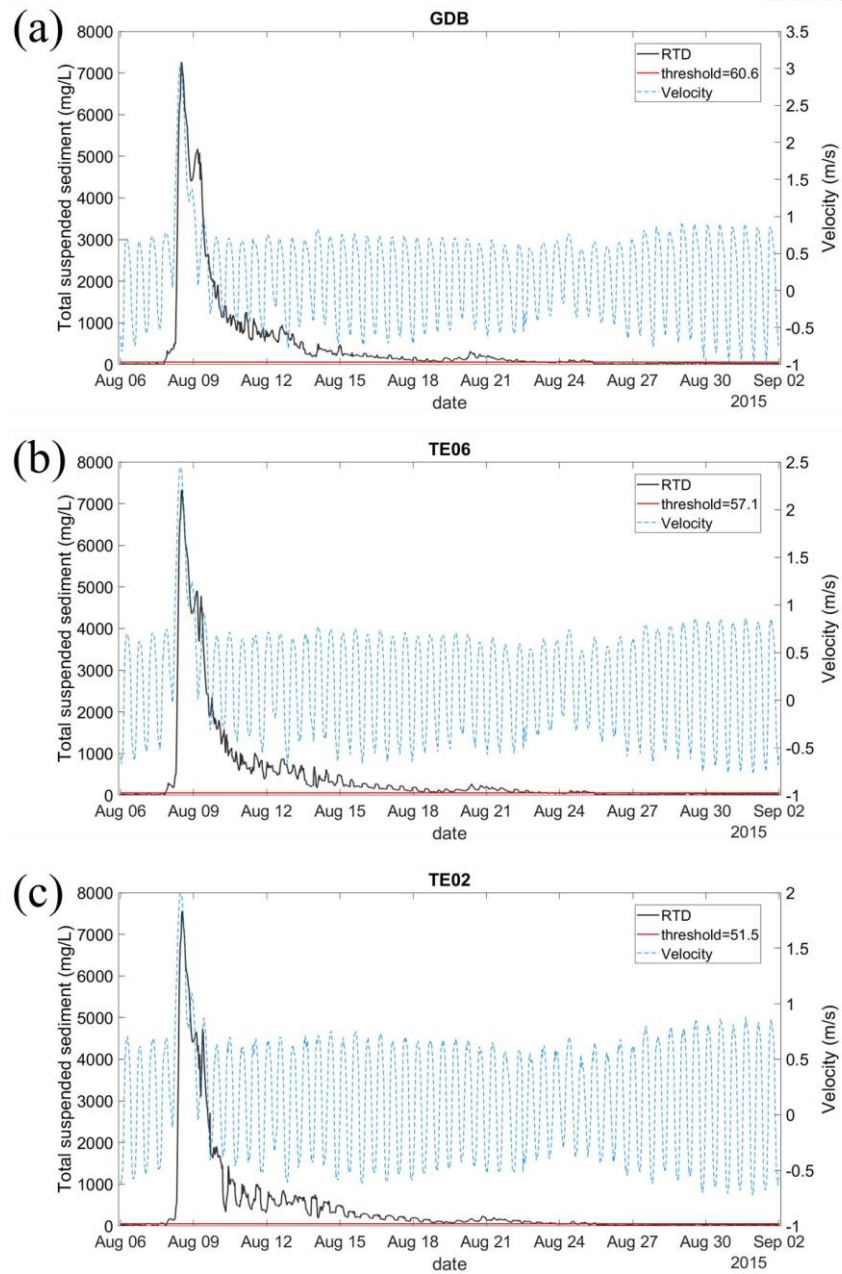 (a)
GDB
8000
7000
6000
5000
4000
3000
2000
1000
0
Total suspended sediment (mg/L)
RTD
threshold=60.6
Velocity
3.5
3
2.5
2
1.5
1
0.5
0
-0.5
-1
Velocity (m/s)
Aug 06 Aug 09 Aug 12 Aug 15 Aug 18 Aug 21 Aug 24 Aug 27 Aug 30 Sep 02
date
2015
(b)
TE06
8000
7000
6000
5000
4000
3000
2000
1000
0
Total suspended sediment (mg/L)
RTD
threshold=57.1
Velocity
2.5
2
1.5
1
0.5
0
-0.5
-1
Velocity (m/s)
Aug 06 Aug 09 Aug 12 Aug 15 Aug 18 Aug 21 Aug 24 Aug 27 Aug 30 Sep 02
date
2015
(c)
TE02
8000
7000
6000
5000
4000
3000
2000
1000
0
Total suspended sediment (mg/L)
RTD
threshold=51.5
Velocity
2
1.5
1
0.5
0
-0.5
-1
Velocity (m/s)
Aug 06 Aug 09 Aug 12 Aug 15 Aug 18 Aug 21 Aug 24 Aug 27 Aug 30 Sep 02
date
2015